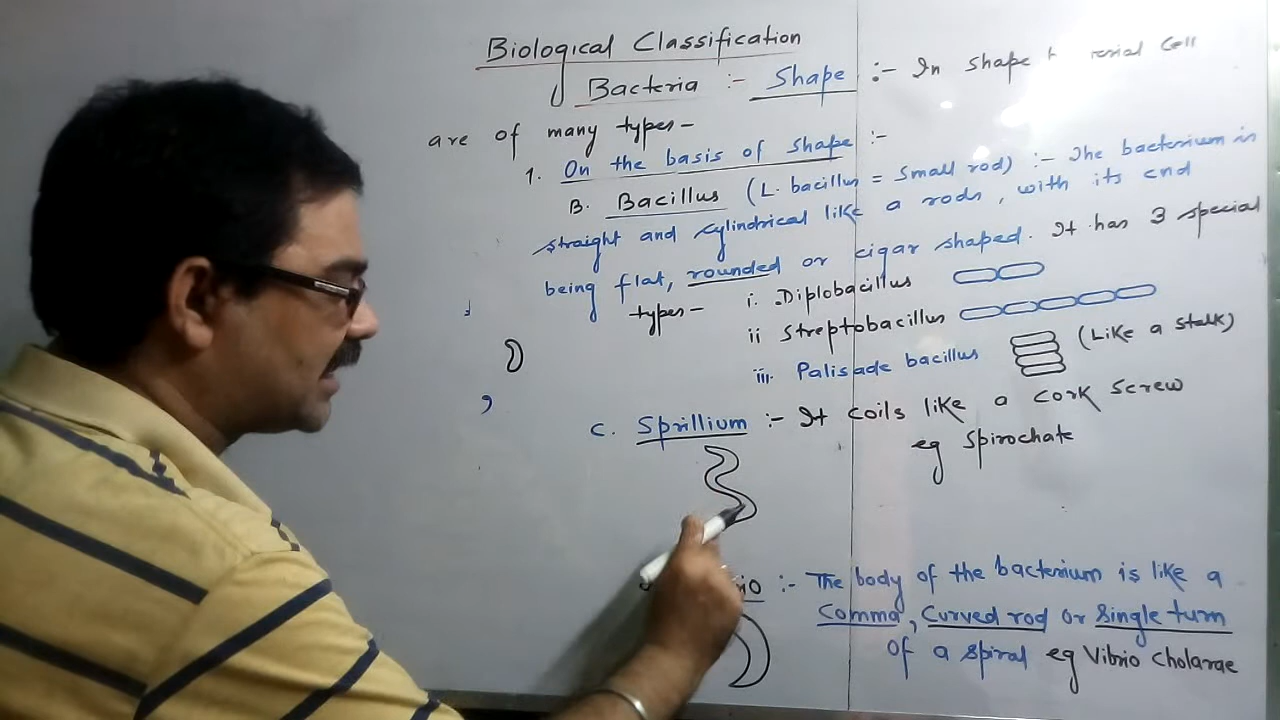 Biological Classification
Bacteria :- Shape :- In shape cell
are of many types-
1. On the basis of shape :-
B. Bacillus (L. bacillus = small rod) :- The bacterium is
straight and cylindrical like a rods, with its end
being flat, rounded or cigar shaped. It has 3 special
types-
i. Diplobacillus
ii Streptobacillus
iii. Palisade bacillus (Like a stalk)
C. Sprillium :- It coils like a cork screw
eg Spirochate
:- The body of the bacterium is like a
Comma, Curved rod or Single turn
of a spiral eg Vibrio Cholarae